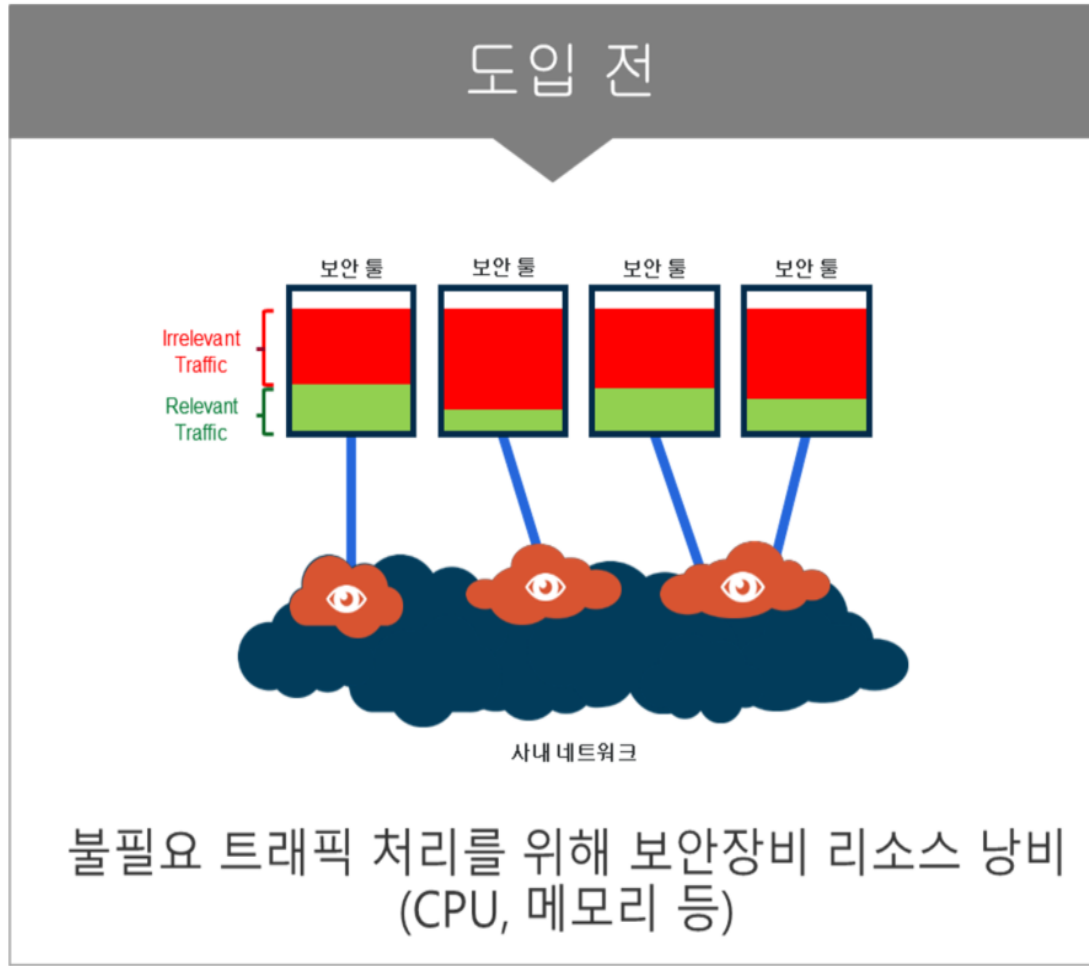 도입 전
보안 툴 보안 툴 보안 툴 보안 툴
Irrelevant
Traffic
Relevant
Traffic
사내 네트워크
불필요 트래픽 처리를 위해 보안장비 리소스 낭비
(CPU, 메모리 등)